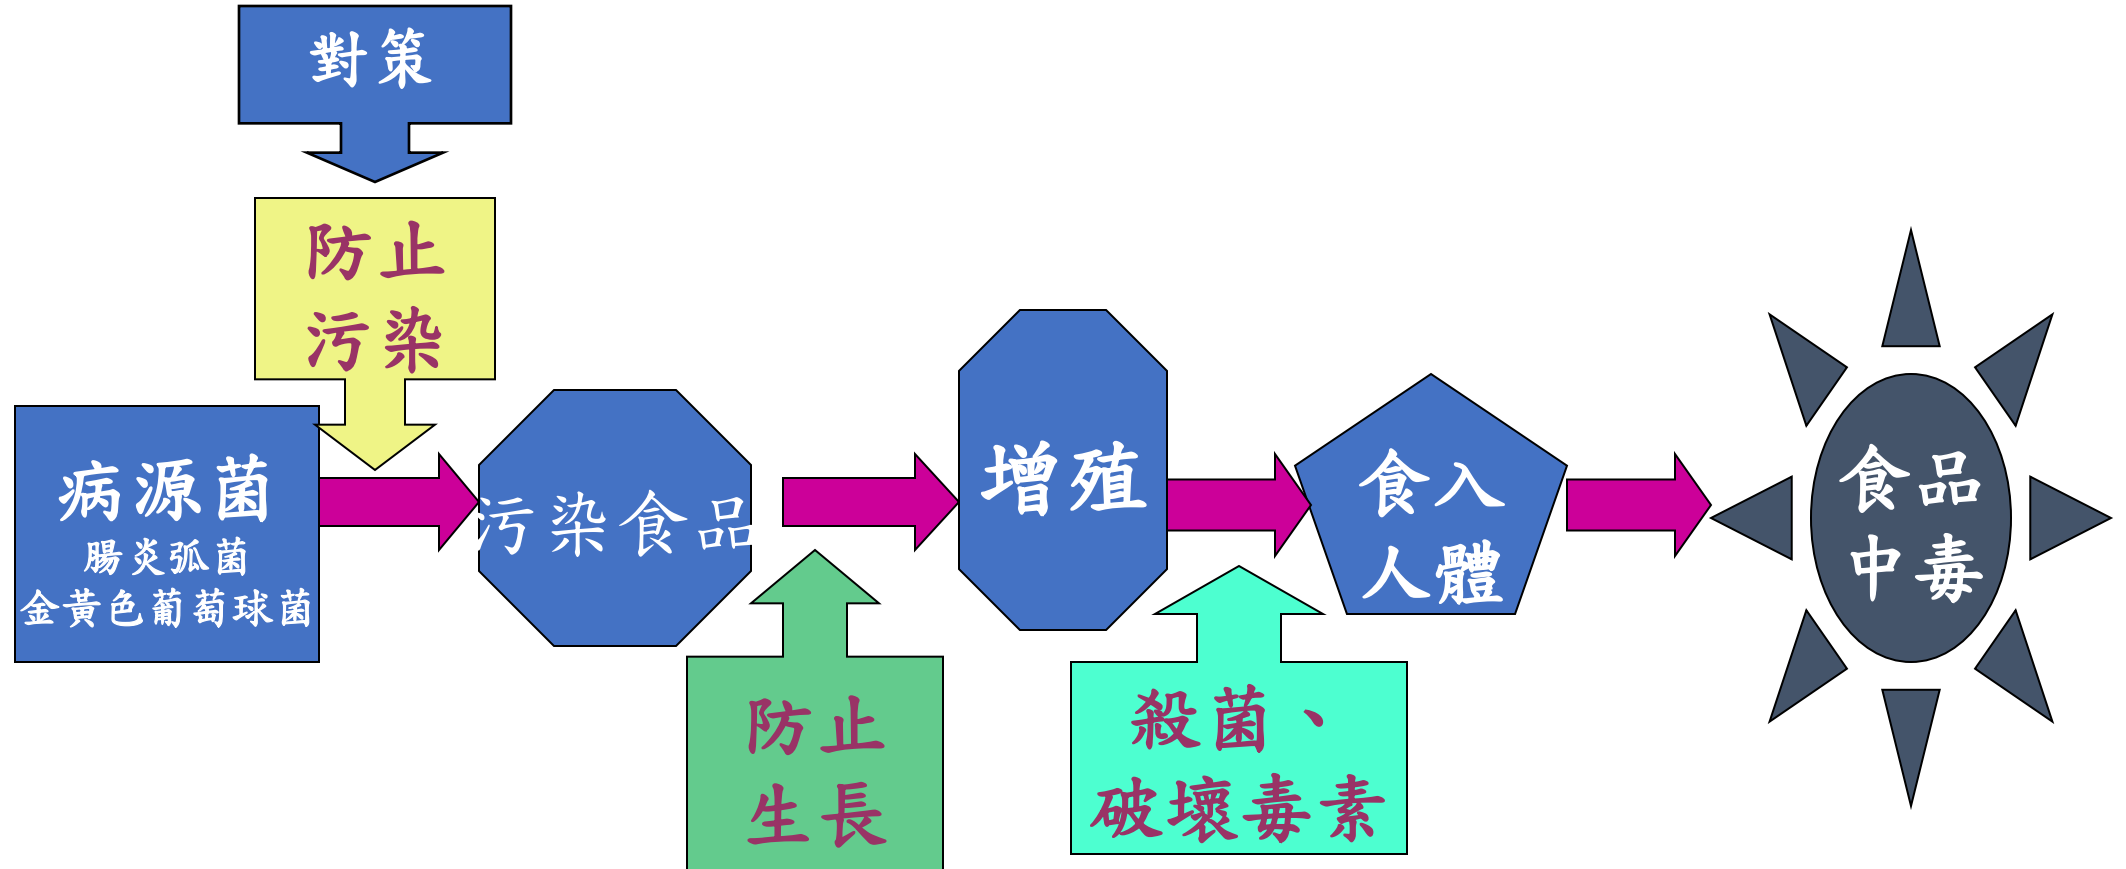 對策
防止
污染
病源菌
腸炎弧菌
金黃色葡萄球菌
污染食品
增殖
食入
人體
食品
中毒
防止
生長
殺菌、
破壞毒素